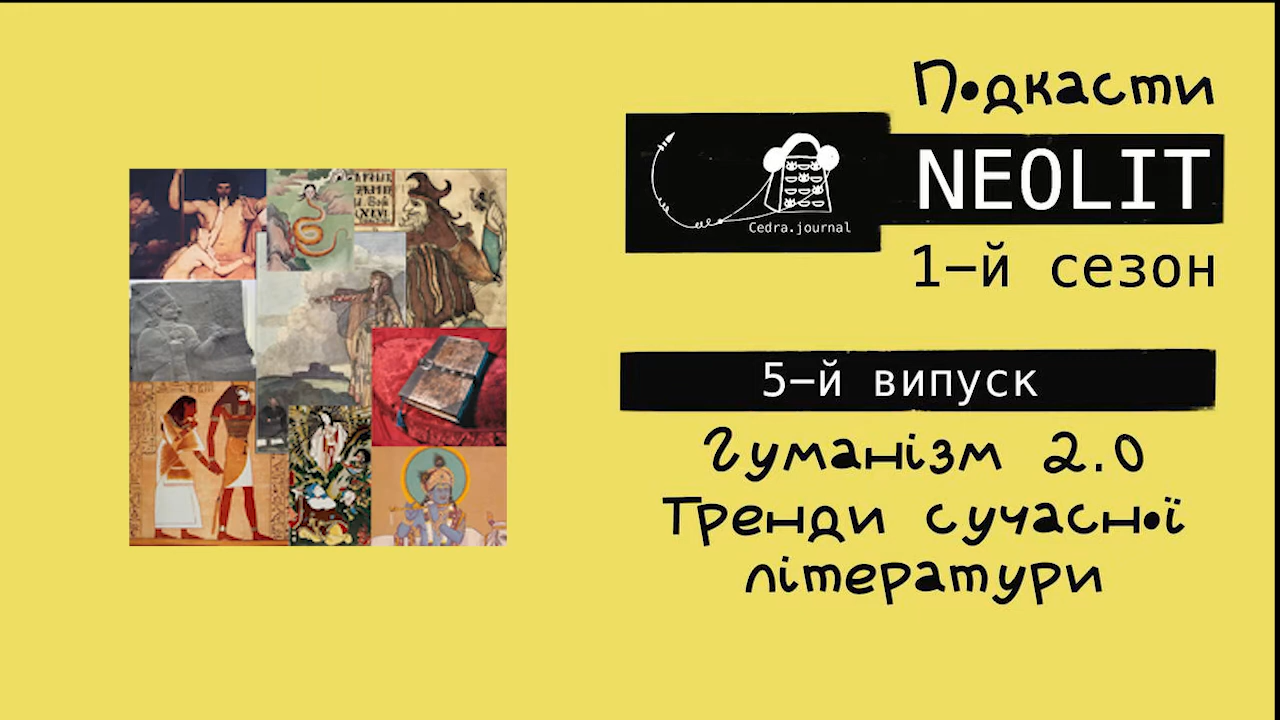 Подкасти
NEOLIT
Cedra.journal
1–й сезон
5–й випуск
Гуманізм 2.0
Тренди сучасної
літератури